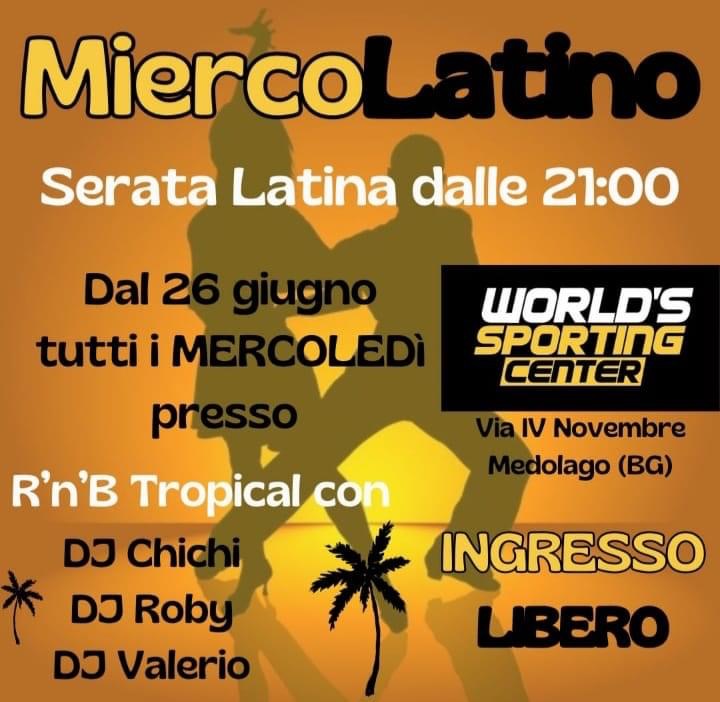 MiercoLatino
Serata Latina dalle 21:00
Dal 26 giugno
tutti i MERCOLEDì
presso
WORLD'S
SPORTING
CENTER
Via IV Novembre
Medolago (BG)
R'n'B Tropical con
DJ Chichi
DJ Roby
DJ Valerio
INGRESSO
LIBERO